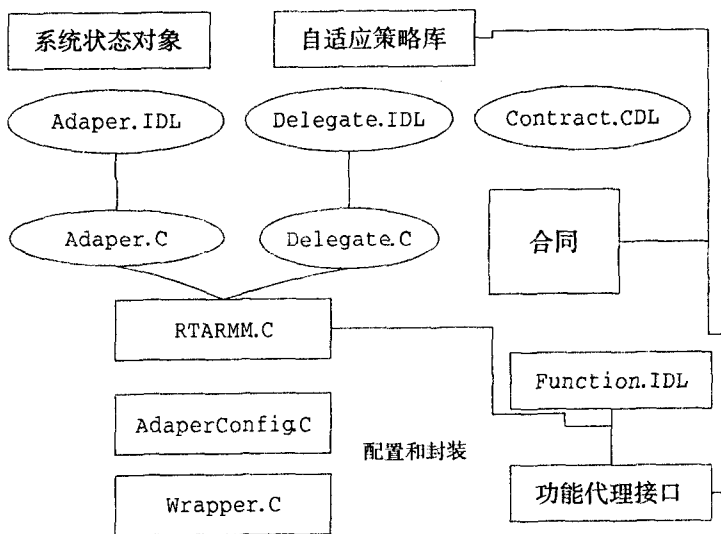 系统状态对象
自适应策略库
Adaper.IDL
Delegate.IDL
Contract.CDL
Adaper.C
Delegate.C
合同
RTARMM.C
Function.IDL
AdaperConfig.C
配置和封装
Wrapper.C
功能代理接口